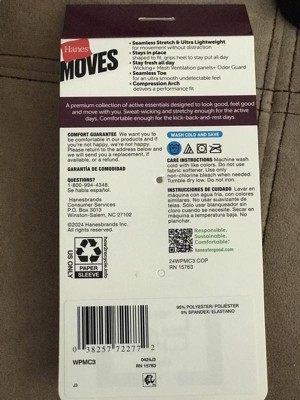 Hanes
MOVES
• Seamless Stretch & Ultra Lightweight
for movement without distraction
• Stays in place
shaped to fit, grips heel to stay put all day
• Stay fresh all day
Wicking+ Mesh Ventilation panels+ Odor Guard
• Seamless Toe
for an ultra smooth undetectable feel
• Compression Arch
delivers a performance fit
A premium collection of active essentials designed to look good, feel good
and move with you. Sweat-wicking and stretchy enough for the active
days. Comfortable enough for the kick-back-and-rest days.
COMFORT GUARANTEE We want you to
be comfortable in our products and if
you're not happy, we're not happy.
Please return to the address below and
we will send you a replacement, if
available, or a refund.
GARANTÍA DE COMODIDAD
QUESTIONS?
1-800-994-4348.
Se habla español.
Hanesbrands
Consumer Services
P.O. Box 3013
Winston-Salem, NC 27102
©2024 Hanesbrands Inc.
All rights reserved.
US ONLY
PAPER
SLEEVE
how2recycle.info
WASH COLD AND SAVE
CARE INSTRUCTIONS Machine wash
cold with like colors. Do not use
fabric softener. Use only
non-chlorine bleach when needed.
Tumble-dry low. Do not iron.
INSTRUCCIONES DE CUIDADO Lavar en
máquina con agua fría, con colores
similares. No usar suavizante de
telas. Sólo usar blanqueador sin
cloro cuando se necesite. Secar en
máquina a temperatura baja. No
planchar.
Responsible.
Sustainable.
Comfortable.
hanesforgood.com
24WPMC3 COP
RN 15763
95% POLYESTER/ POLIÉSTER
5% SPANDEX/ ELASTANO
0 38257 72277 2
WPMC3
0424J3
RN 15763
J3